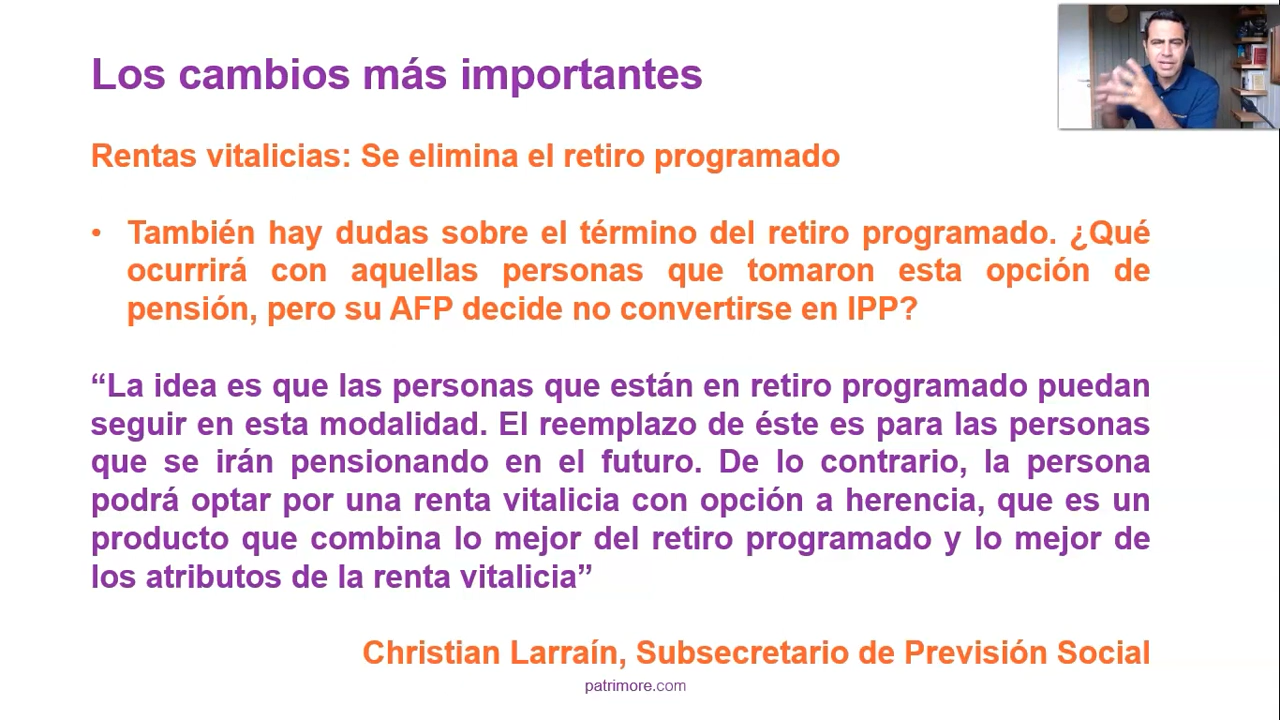 Los cambios más importantes
Rentas vitalicias: Se elimina el retiro programado
• También hay dudas sobre el término del retiro programado. ¿Qué
ocurrirá con aquellas personas que tomaron esta opción de
pensión, pero su AFP decide no convertirse en IPP?
“La idea es que las personas que están en retiro programado puedan
seguir en esta modalidad. El reemplazo de éste es para las personas
que se irán pensionando en el futuro. De lo contrario, la persona
podrá optar por una renta vitalicia con opción a herencia, que es un
producto que combina lo mejor del retiro programado y lo mejor de
los atributos de la renta vitalicia”
Christian Larraín, Subsecretario de Previsión Social
patrimore.com